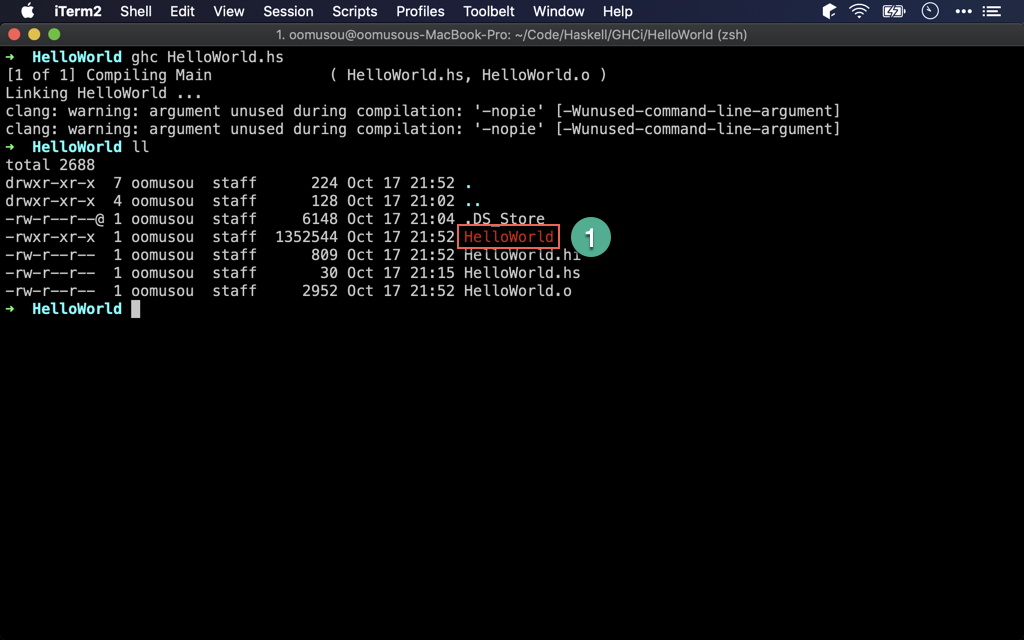 iTerm2 Shell Edit View Session Scripts Profiles Toolbelt Window Help
1. oomusou@oomusous-MacBook-Pro: ~/Code/Haskell/GHCi/HelloWorld (zsh)
➜ HelloWorld ghc HelloWorld.hs
[1 of 1] Compiling Main ( HelloWorld.hs, HelloWorld.o )
Linking HelloWorld ...
clang: warning: argument unused during compilation: '-nopie' [-Wunused-command-line-argument]
clang: warning: argument unused during compilation: '-nopie' [-Wunused-command-line-argument]
➜ HelloWorld ll
total 2688
drwxr-xr-x 7 oomusou staff 224 Oct 17 21:52 .
drwxr-xr-x 4 oomusou staff 128 Oct 17 21:02 ..
-rw-r--r--@ 1 oomusou staff 6148 Oct 17 21:04 .DS_Store
-rwxr-xr-x 1 oomusou staff 1352544 Oct 17 21:52 HelloWorld 1
-rw-r--r-- 1 oomusou staff 809 Oct 17 21:52 HelloWorld.hi
-rw-r--r-- 1 oomusou staff 30 Oct 17 21:15 HelloWorld.hs
-rw-r--r-- 1 oomusou staff 2952 Oct 17 21:52 HelloWorld.o
➜ HelloWorld